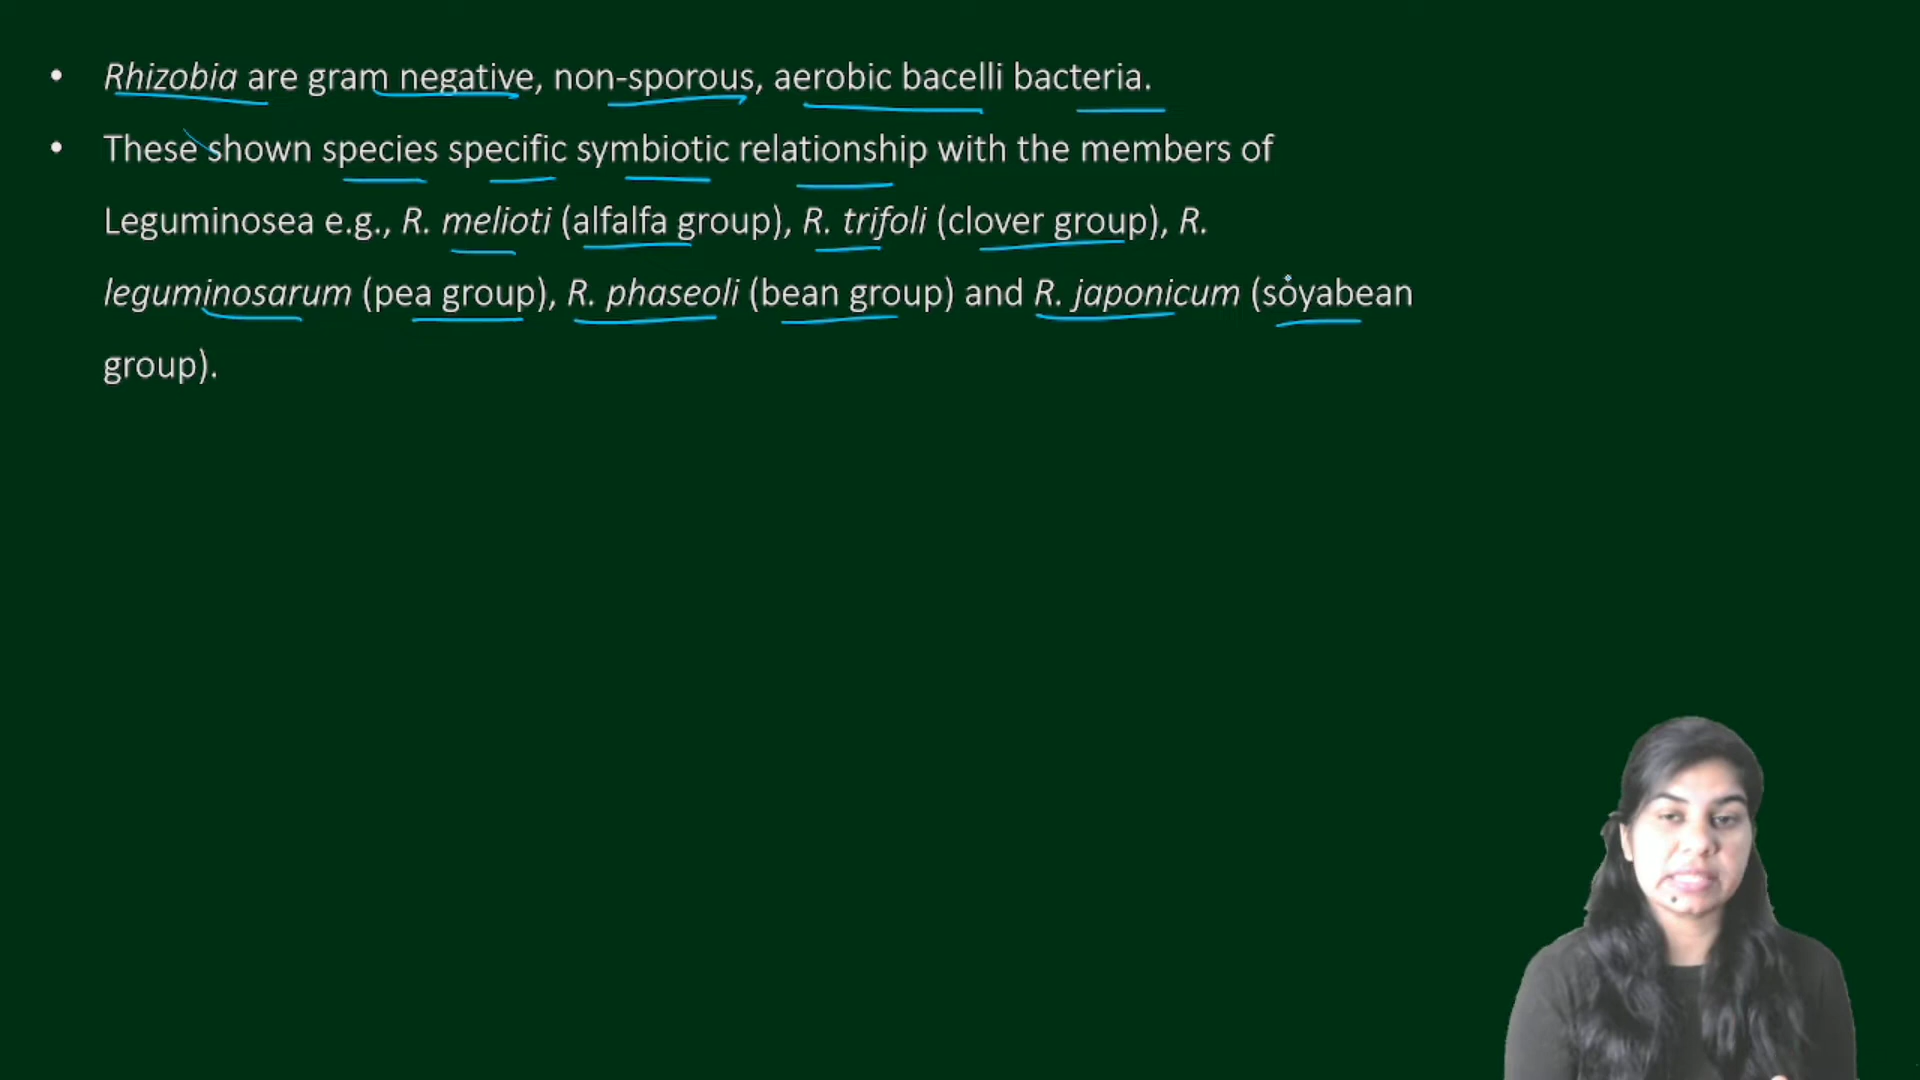 • Rhizobia are gram negative, non-sporous, aerobic bacelli bacteria.
• These shown species specific symbiotic relationship with the members of
Leguminosea e.g., R. melioti (alfalfa group), R. trifoli (clover group), R.
leguminosarum (pea group), R. phaseoli (bean group) and R. japonicum (soyabean
group).